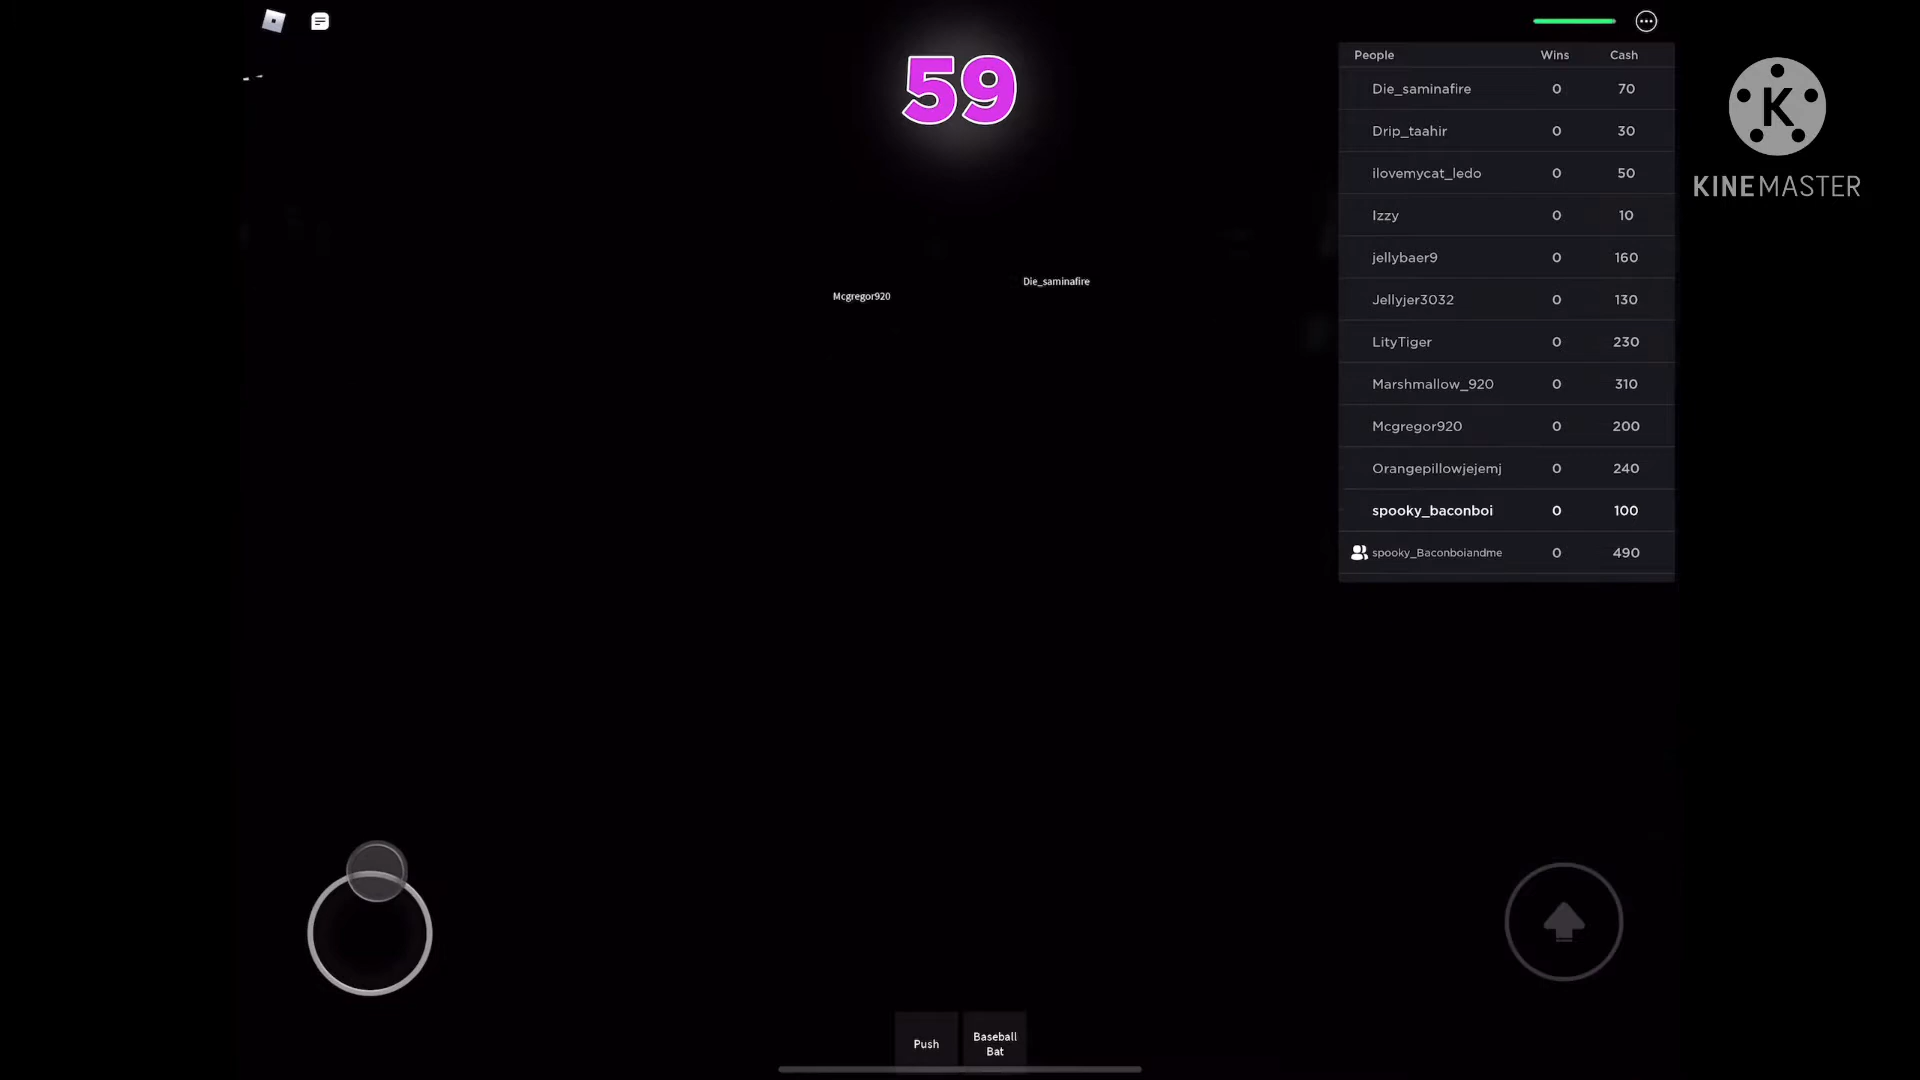 59
People Wins Cash
Die_saminafire 0 70
Drip_taahir 0 30
ilovemycat_ledo 0 50
Izzy 0 10
jellybaer9 0 160
Jellyjer3032 0 130
LityTiger 0 230
Marshmallow_920 0 310
Mcgregor920 0 200
Orangepillowjejemj 0 240
spooky_baconboi 0 100
spooky_Baconboiandme 0 490
K
KINEMASTER
Die_saminafire
Mcgregor920
Push
Baseball
Bat